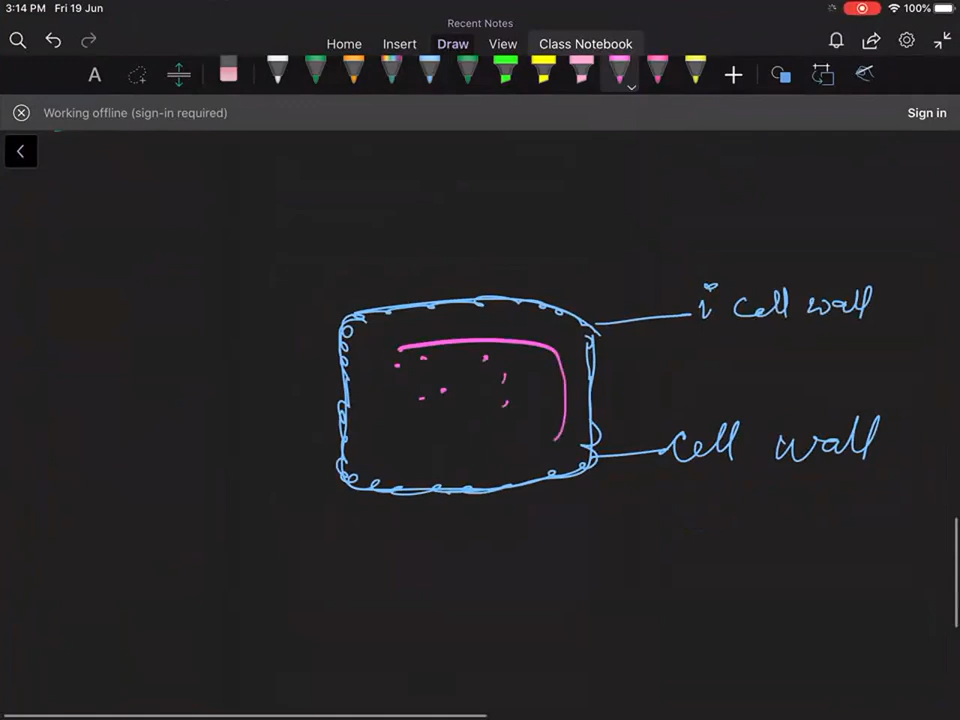 3:14 PM Fri 19 Jun
100%
Recent Notes
Home Insert Draw View Class Notebook
A
Working offline (sign-in required)
Sign in
i cell wall
cell wall